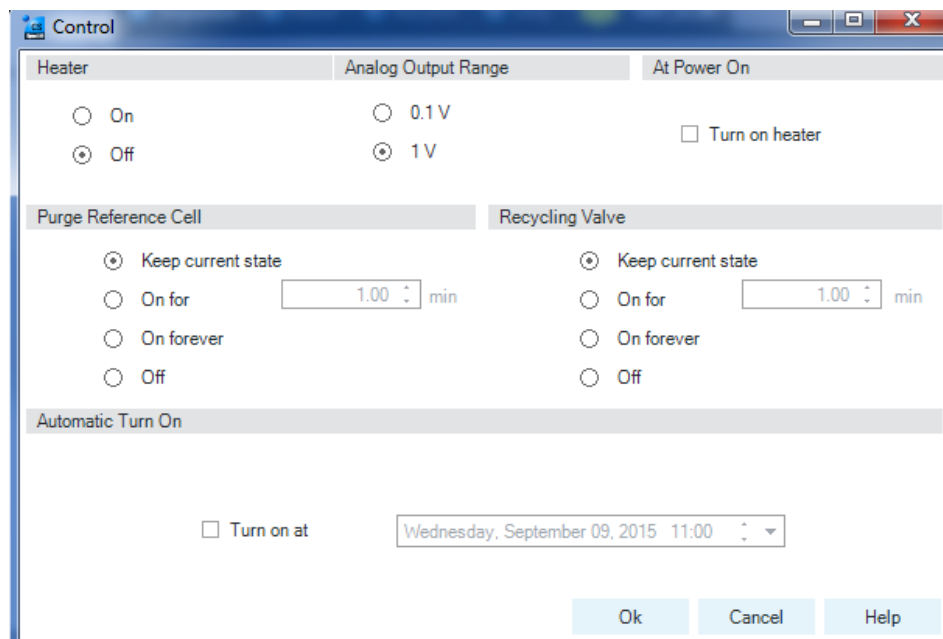 Control
Heater
Analog Output Range
At Power On
On
0.1 V
Turn on heater
Off
1 V
Purge Reference Cell
Recycling Valve
Keep current state
Keep current state
On for 1.00 min
On for 1.00 min
On forever
On forever
Off
Off
Automatic Turn On
Turn on at Wednesday, September 09, 2015 11:00
Ok
Cancel
Help